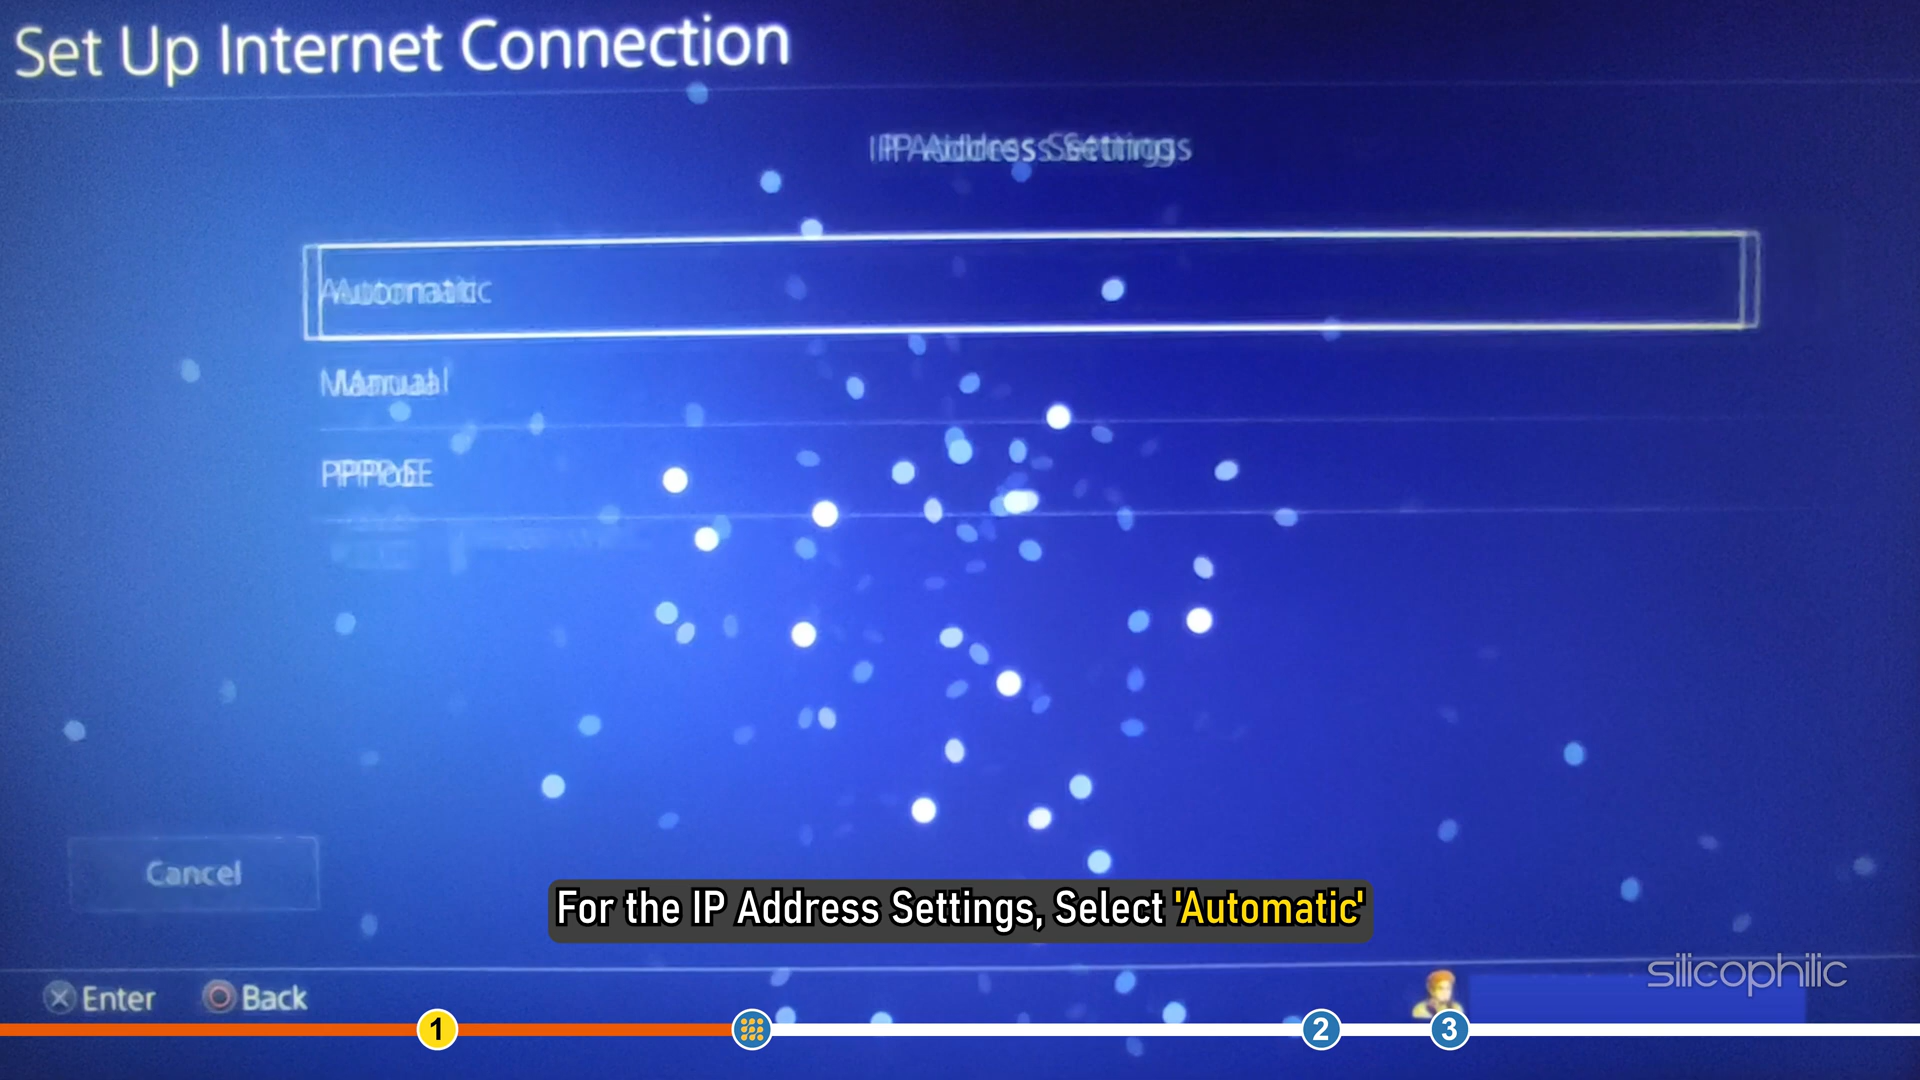 Set Up Internet Connection
IP Address Settings
Automatic
Manual
PPPoE
Cancel
For the IP Address Settings, Select 'Automatic'
silicophilic
Enter
Back
1
2
3